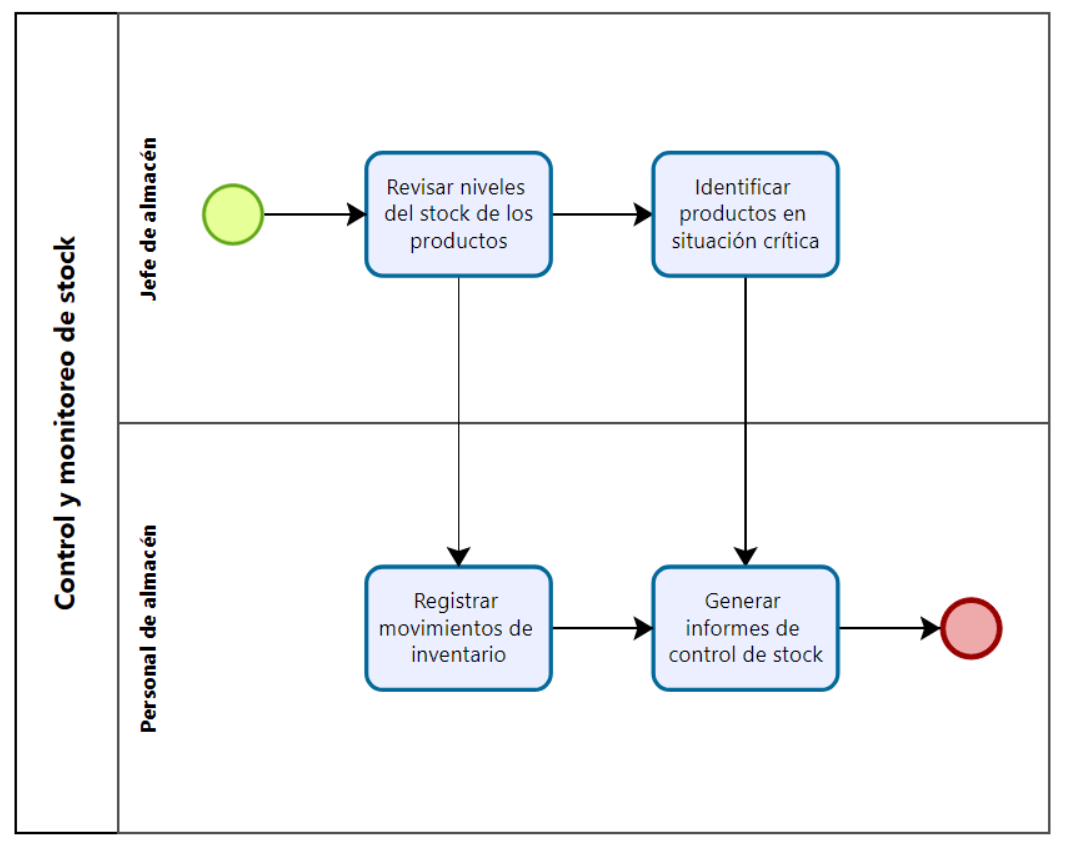 Control y monitoreo de stock
Jefe de almacén
Revisar niveles
del stock de los
productos
Identificar
productos en
situación crítica
Personal de almacén
Registrar
movimientos de
inventario
Generar
informes de
control de stock